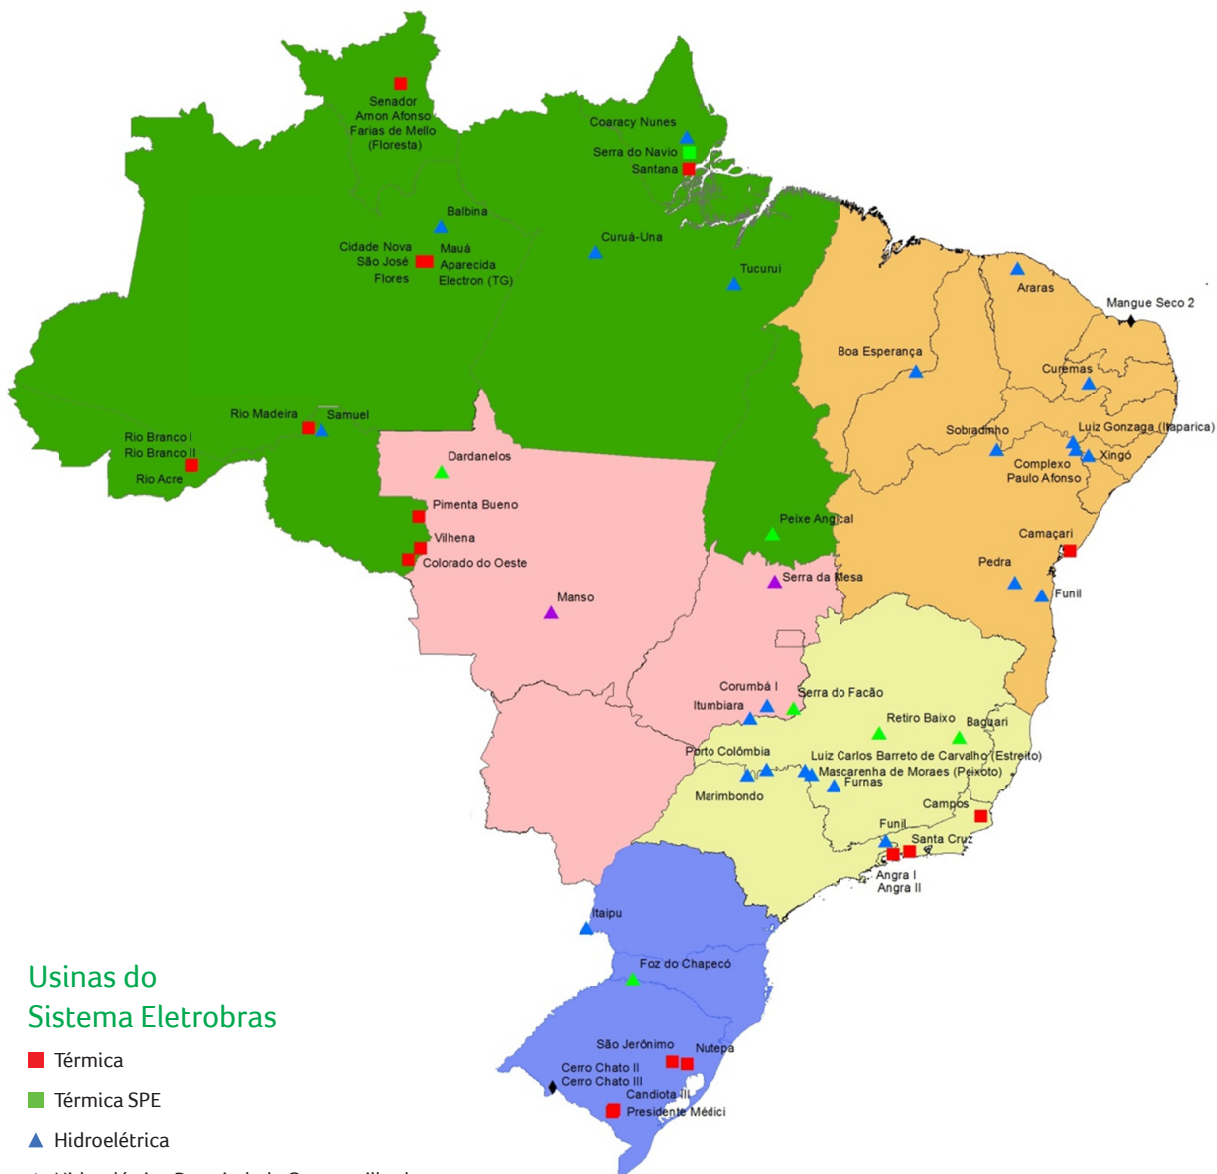 Senador
Amon Afonso
Farias de Mello
(Floresta)
Coaracy Nunes
Serra do Navio
Santana
Balbina
Cidade Nova
São José
Flores
Mauá
Aparecida
Electron (TG)
Curuá-Una
Tucurui
Araras
Mangue Seco 2
Boa Esperança
Curemas
Rio Madeira
Samuel
Rio Branco I
Rio Branco II
Rio Acre
Sobradinho
Luiz Gonzaga (Itaparica)
Complexo
Paulo Afonso
Xingó
Dardanelos
Pimenta Bueno
Vilhena
Colorado do Oeste
Peixe Angical
Camaçari
Pedra
Funil
Serra da Mesa
Manso
Corumbá I
Itumbiara
Serra do Facão
Retiro Baixo
Baguari
Porto Colômbia
Luiz Carlos Barreto de Carvalho (Estreito)
Mascarenha de Moraes (Peixoto)
Furnas
Marimbondo
Campos
Funil
Santa Cruz
Angra I
Angra II
Itaipu
Foz do Chapecó
São Jerônimo
Nutepa
Cerro Chato II
Cerro Chato III
Candiota III
Presidente Médici
Usinas do
Sistema Eletrobras
Térmica
Térmica SPE
Hidroelétrica